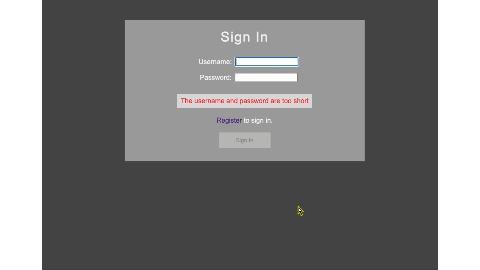 Sign In
Username:
Password:
The username and password are too short
Register to sign in.
Sign In